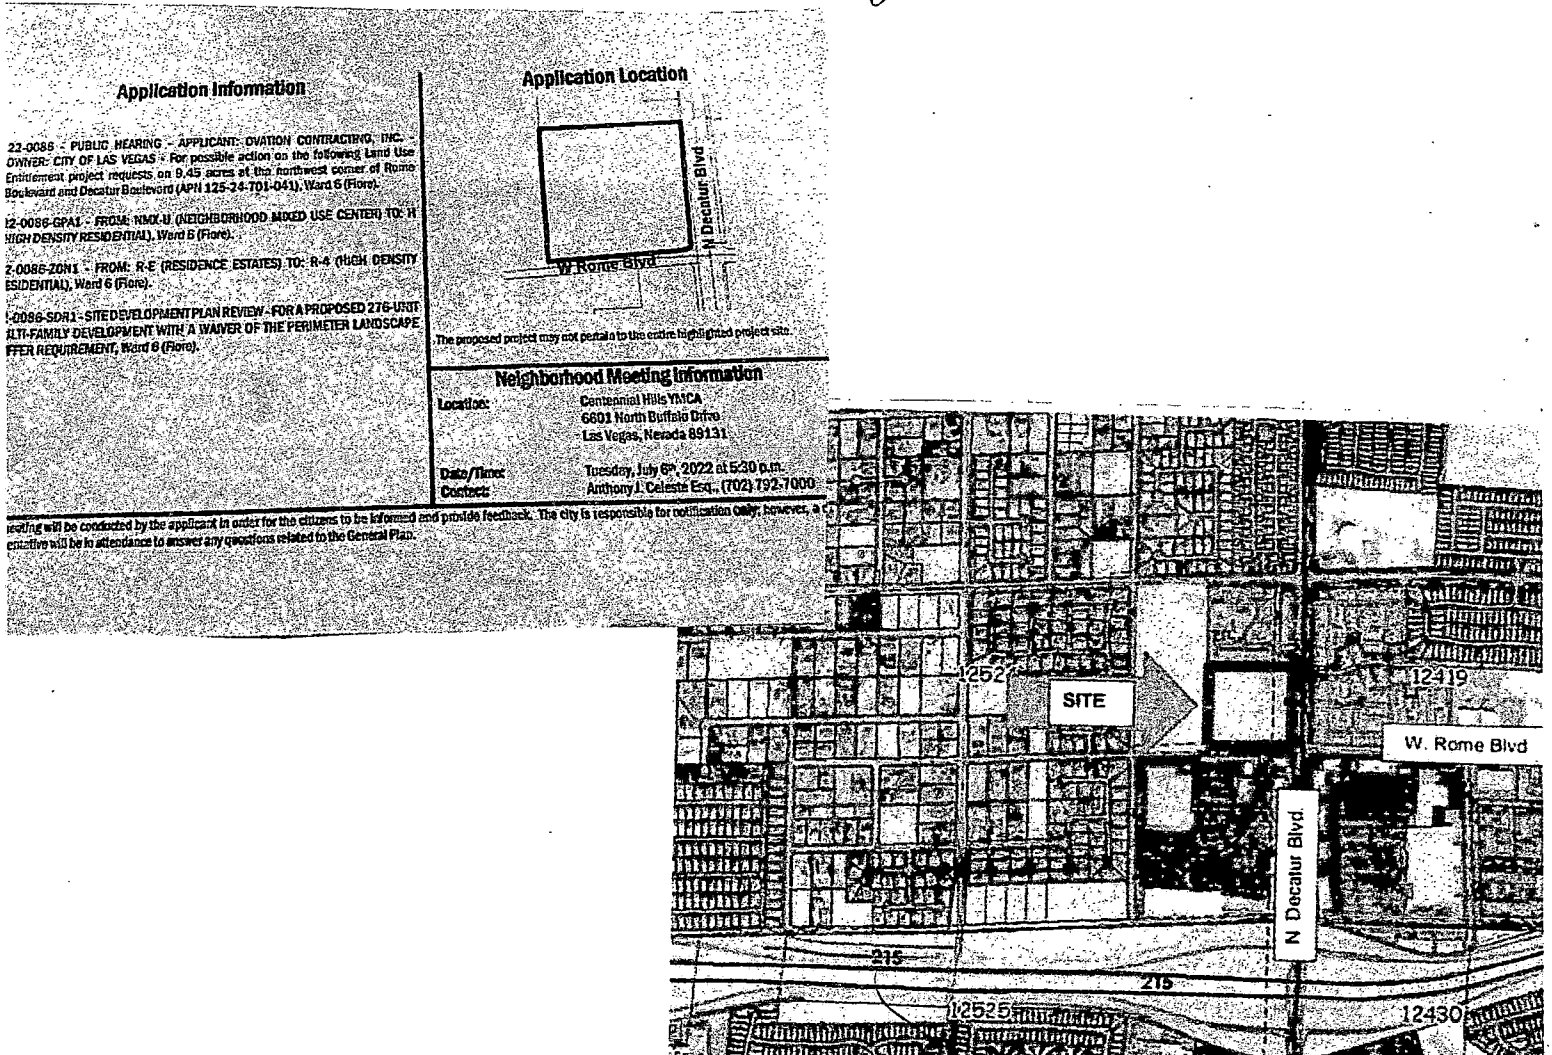 Application Information
22-0086 - PUBLIC HEARING - APPLICANT: OVATION CONTRACTING, INC. -
OWNER: CITY OF LAS VEGAS - For possible action on the following Land Use
Entitlement project requests on 9.45 acres at the northwest corner of Rome
Boulevard and Decatur Boulevard (APN 125-24-701-041), Ward 6 (Fiore).
22-0086-GPA1 - FROM: NMX-U (NEIGHBORHOOD MIXED USE CENTER) TO: H
HIGH DENSITY RESIDENTIAL), Ward 6 (Fiore).
2-0086-ZON1 - FROM: R-E (RESIDENCE ESTATES) TO: R-4 (HIGH DENSITY
ESIDENTIAL), Ward 6 (Fiore).
-0086-SDR1 - SITE DEVELOPMENT PLAN REVIEW - FOR A PROPOSED 276-UNIT
ULTI-FAMILY DEVELOPMENT WITH A WAIVER OF THE PERIMETER LANDSCAPE
FFER REQUIREMENT, Ward 6 (Fiore).
Application Location
N Decatur Blvd
W Rome Blvd
The proposed project may not pertain to the entire highlighted project site.
Neighborhood Meeting Information
Location: Centennial Hills YMCA
6601 North Buffalo Drive
Las Vegas, Nevada 89131
Date/Time: Tuesday, July 6th, 2022 at 5:30 p.m.
Contact: Anthony J. Celeste Esq., (702) 792-7000
meeting will be conducted by the applicant in order for the citizens to be informed and provide feedback. The city is responsible for notification only; however, a c
entative will be in attendance to answer any questions related to the General Plan.
1252
SITE
12419
W. Rome Blvd
N Decatur Blvd.
215
215
12525
12430